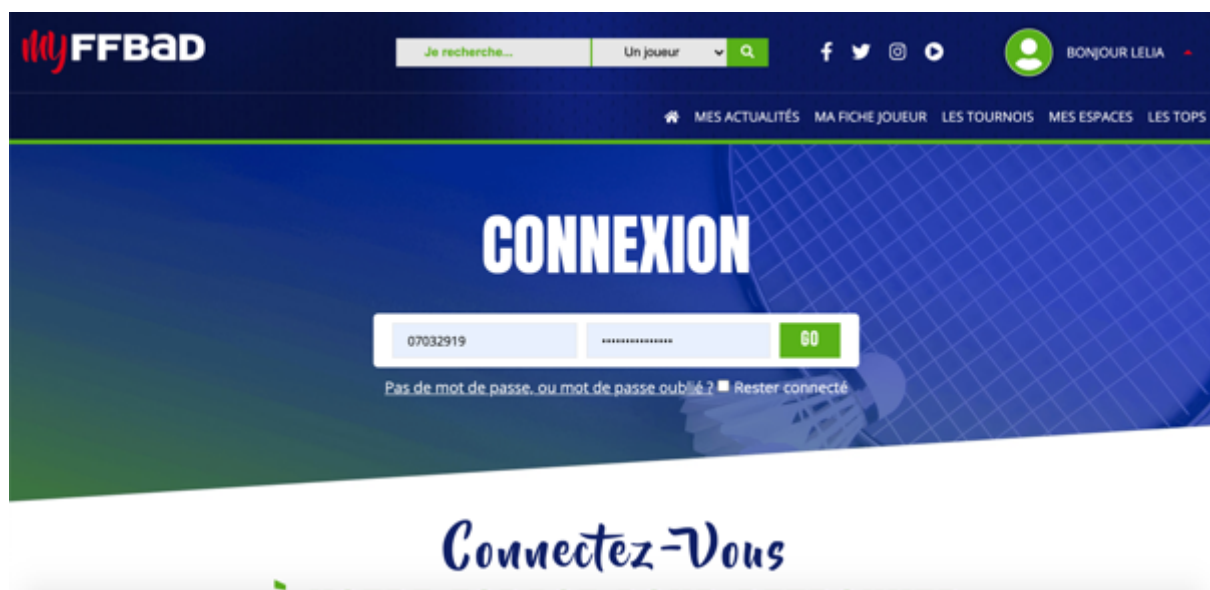 MYFFBaD
Je recherche... Un joueur BONJOUR LELIA
MES ACTUALITÉS MA FICHE JOUEUR LES TOURNOIS MES ESPACES LES TOPS
CONNEXION
07032919 ................ GO
Pas de mot de passe, ou mot de passe oublié ? Rester connecté
Connectez-Vous